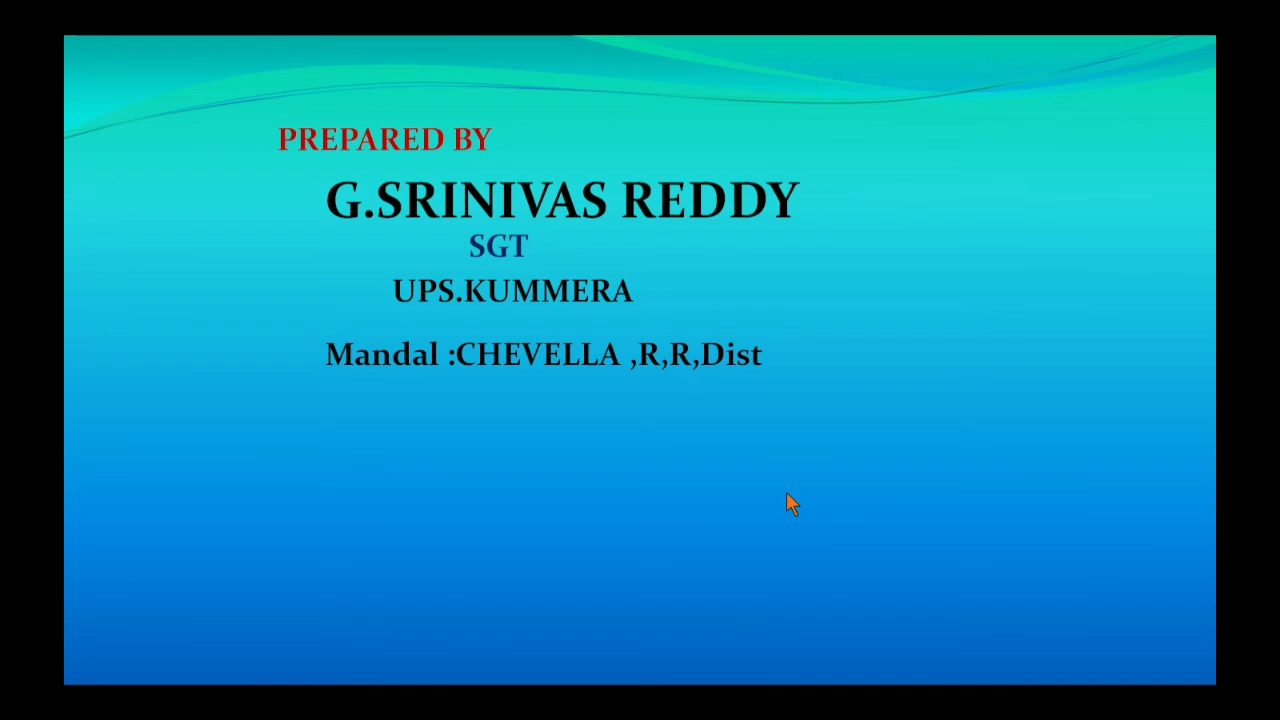 PREPARED BY
G.SRINIVAS REDDY
SGT
UPS.KUMMERA
Mandal :CHEVELLA ,R,R,Dist